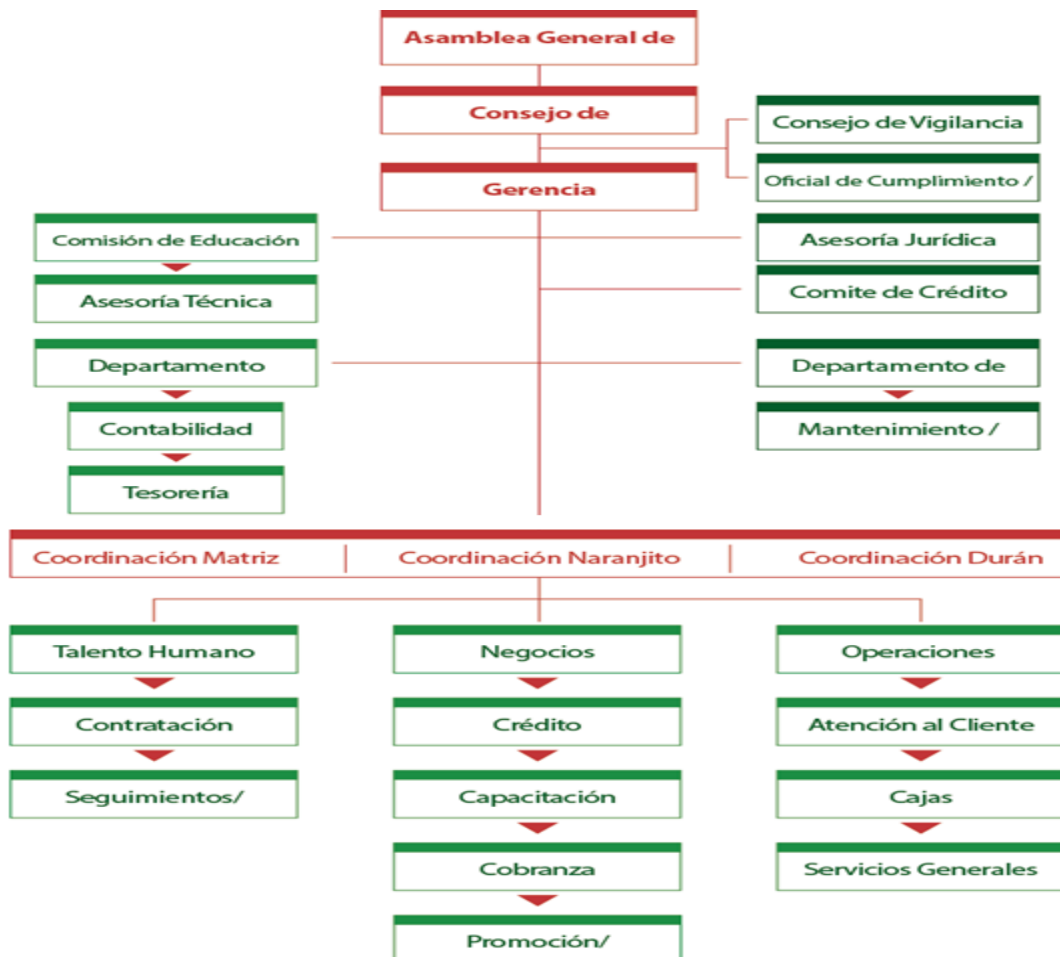 Asamblea General de
Consejo de
Consejo de Vigilancia
Oficial de Cumplimiento /
Gerencia
Comisión de Educación
Asesoría Jurídica
Asesoría Técnica
Comite de Crédito
Departamento
Departamento de
Contabilidad
Mantenimiento /
Tesorería
Coordinación Matriz | Coordinación Naranjito | Coordinación Durán
Talento Humano
Negocios
Operaciones
Contratación
Crédito
Atención al Cliente
Seguimientos/
Capacitación
Cajas
Cobranza
Servicios Generales
Promoción/